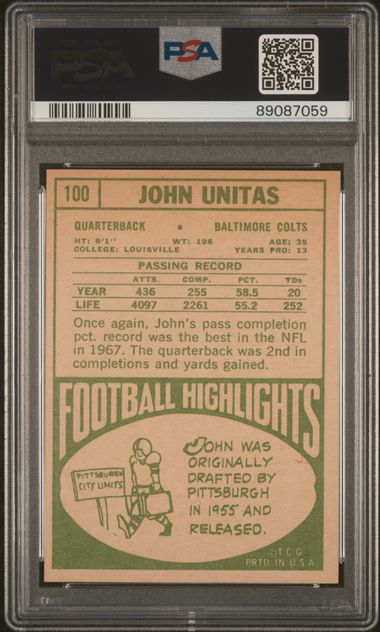 PSA
PSA
89087059
100 JOHN UNITAS
QUARTERBACK • BALTIMORE COLTS
HT: 6'1" WT: 196 AGE: 35
COLLEGE: LOUISVILLE YEARS PRO: 13
PASSING RECORD
ATTS. COMP. PCT. TDs
YEAR 436 255 58.5 20
LIFE 4097 2261 55.2 252
Once again, John's pass completion
pct. record was the best in the NFL
in 1967. The quarterback was 2nd in
completions and yards gained.
FOOTBALL HIGHLIGHTS
PITTSBURGH
CITY LIMITS
JOHN WAS
ORIGINALLY
DRAFTED BY
PITTSBURGH
IN 1955 AND
RELEASED.
©T.C.G.
PRTD IN U.S.A.